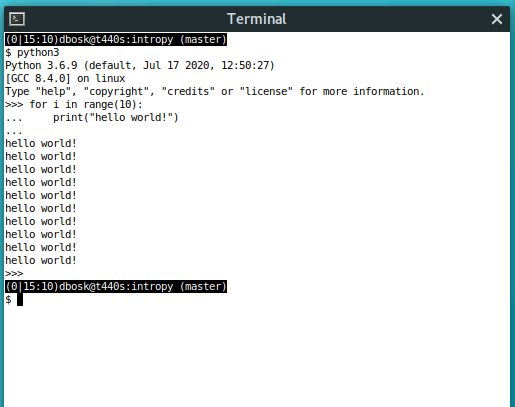 Terminal
(0|15:10)dbosk@t440s:intropy (master)
$ python3
Python 3.6.9 (default, Jul 17 2020, 12:50:27)
[GCC 8.4.0] on linux
Type "help", "copyright", "credits" or "license" for more information.
>>> for i in range(10):
...     print("hello world!")
...
hello world!
hello world!
hello world!
hello world!
hello world!
hello world!
hello world!
hello world!
hello world!
hello world!
>>>
(0|15:10)dbosk@t440s:intropy (master)
$